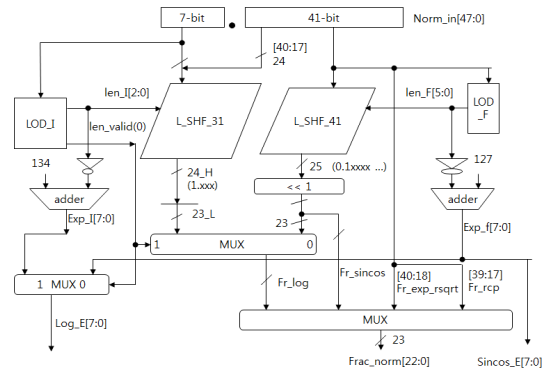 7-bit
41-bit
Norm_in[47:0]
[40:17]
24
len_I[2:0]
len_F[5:0]
LOD_I
L_SHF_31
L_SHF_41
LOD
_F
len_valid(0)
134
24_H
(1.xxx)
25 (0.1xxxx ...)
127
adder
<< 1
adder
Exp_I[7:0]
23_L
23
Exp_f[7:0]
1 MUX 0
1 MUX 0
Fr_log
Fr_sincos
[40:18]
Fr_exp_rsqrt
[39:17]
Fr_rcp
Log_E[7:0]
MUX
23
Frac_norm[22:0]
Sincos_E[7:0]